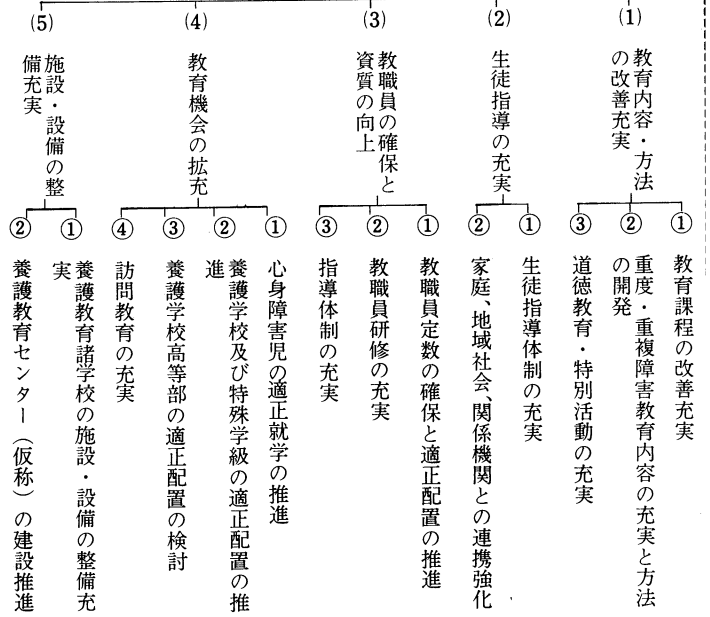 (1)
教育内容・方法
の改善充実
①
教育課程の改善充実
②
重度・重複障害教育内容の充実と方法
の開発
③
道徳教育・特別活動の充実
(2)
生徒指導の充実
①
生徒指導体制の充実
②
家庭、地域社会、関係機関との連携強化
(3)
教職員の確保と
資質の向上
①
教職員定数の確保と適正配置の推進
②
教職員研修の充実
③
指導体制の充実
(4)
教育機会の拡充
①
心身障害児の適正就学の推進
②
養護学校及び特殊学級の適正配置の推
進
③
養護学校高等部の適正配置の検討
④
訪問教育の充実
(5)
施設・設備の整
備充実
①
養護教育諸学校の施設・設備の整備充
実
②
養護教育センター（仮称）の建設推進